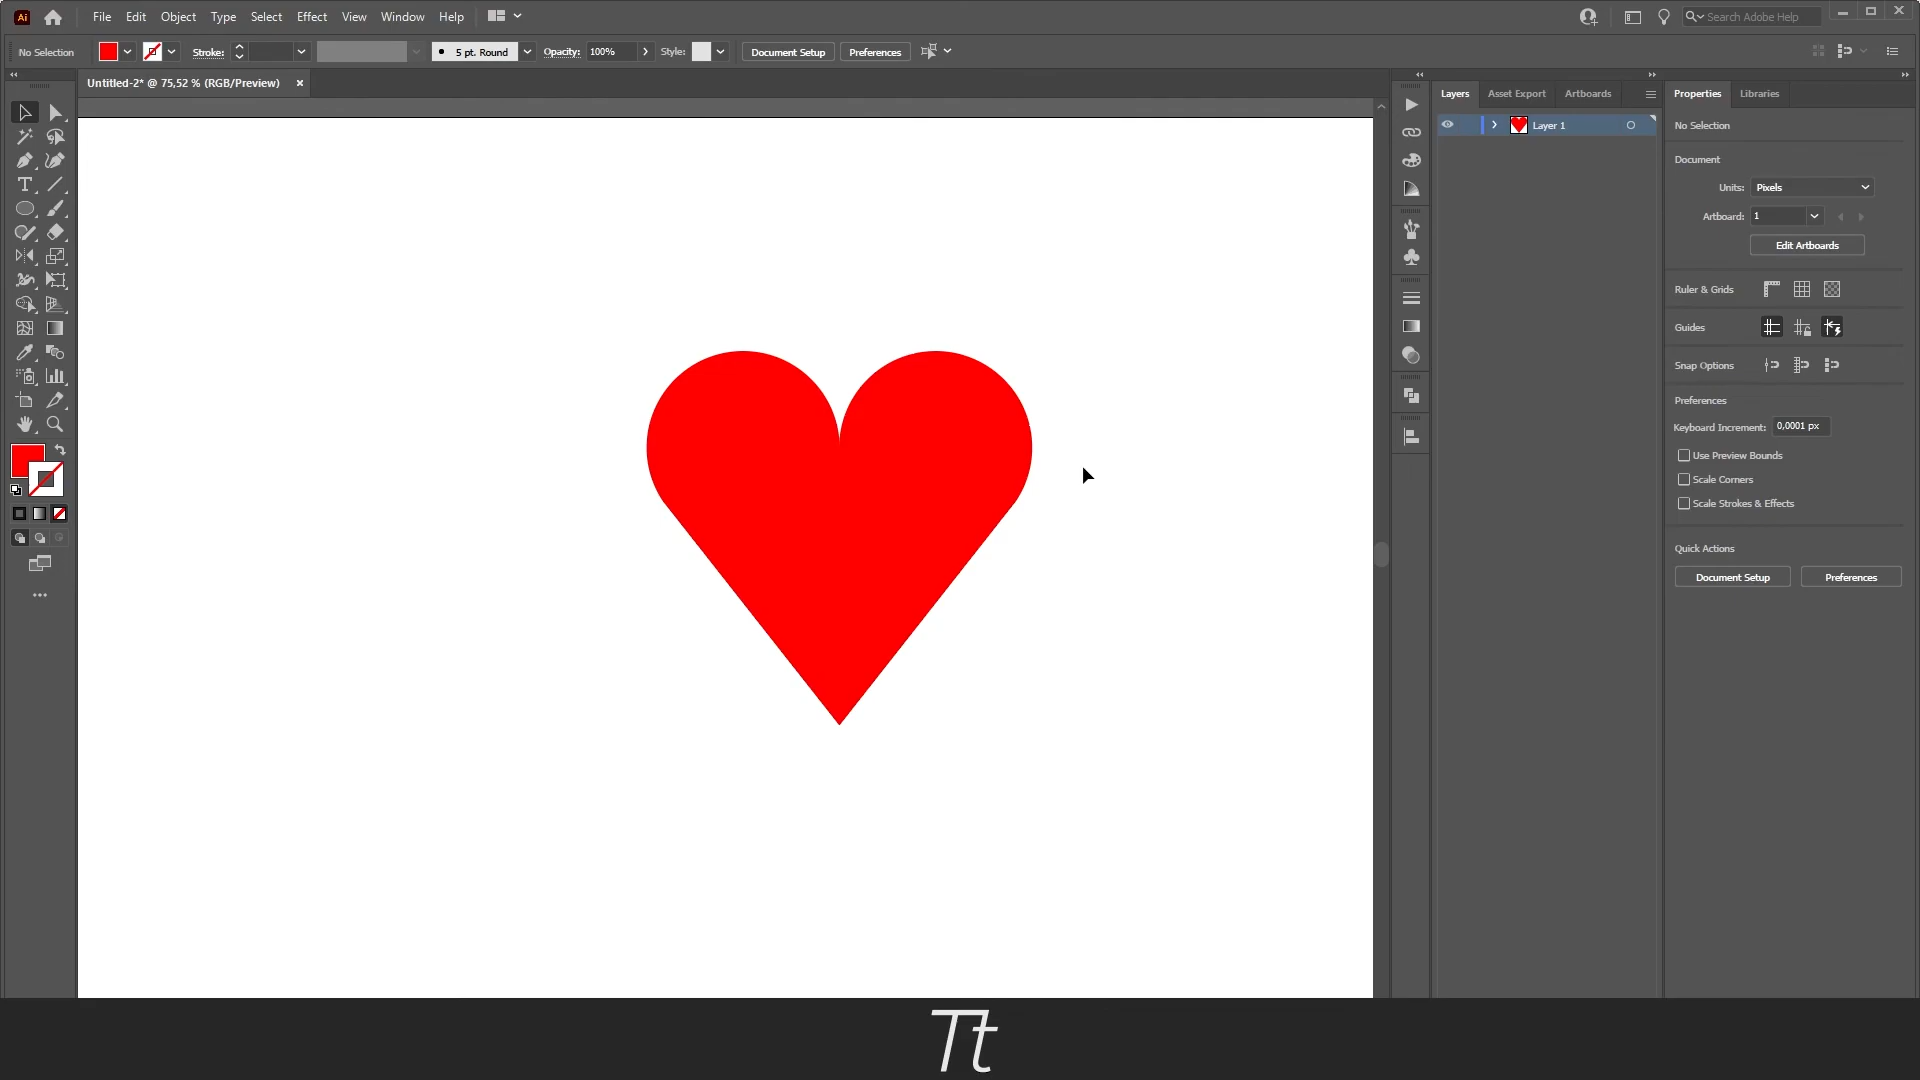 Ai File Edit Object Type Select Effect View Window Help Search Adobe Help
No Selection Stroke: 5 pt. Round Opacity: 100% Style: Document Setup Preferences
Untitled-2* @ 75,52 % (RGB/Preview)
Layers Asset Export Artboards
Layer 1
Properties Libraries
No Selection
Document
Units: Pixels
Artboard: 1
Edit Artboards
Ruler & Grids
Guides
Snap Options
Preferences
Keyboard Increment: 0,0001 px
Use Preview Bounds
Scale Corners
Scale Strokes & Effects
Quick Actions
Document Setup Preferences
Tt